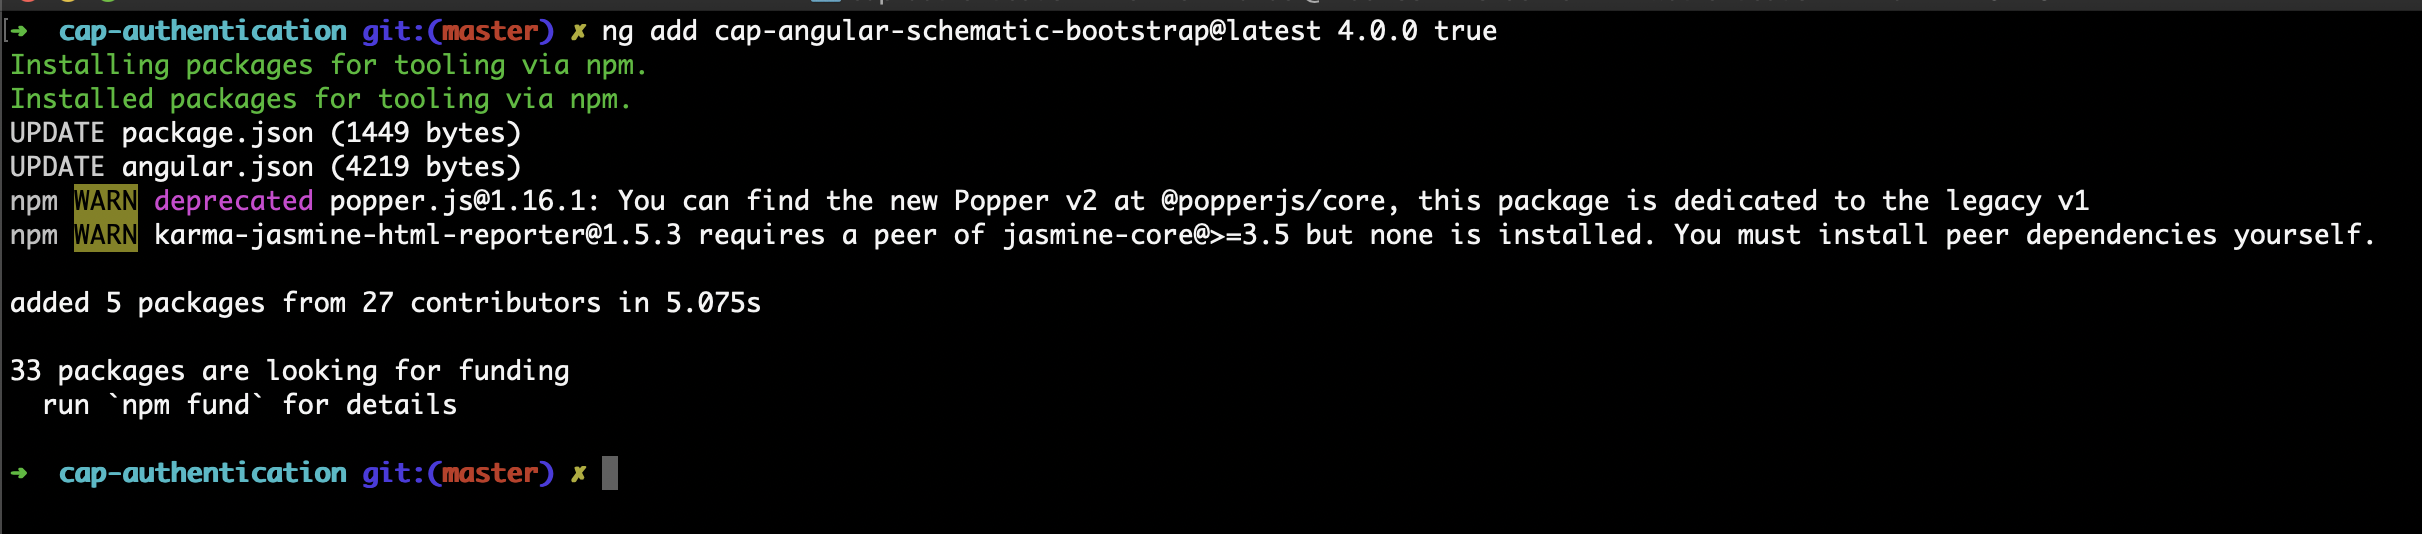 ➜  cap-authentication git:(master) ✗ ng add cap-angular-schematic-bootstrap@latest 4.0.0 true
Installing packages for tooling via npm.
Installed packages for tooling via npm.
UPDATE package.json (1449 bytes)
UPDATE angular.json (4219 bytes)
npm WARN deprecated popper.js@1.16.1: You can find the new Popper v2 at @popperjs/core, this package is dedicated to the legacy v1
npm WARN karma-jasmine-html-reporter@1.5.3 requires a peer of jasmine-core@>=3.5 but none is installed. You must install peer dependencies yourself.
added 5 packages from 27 contributors in 5.075s
33 packages are looking for funding
  run `npm fund` for details
➜  cap-authentication git:(master) ✗